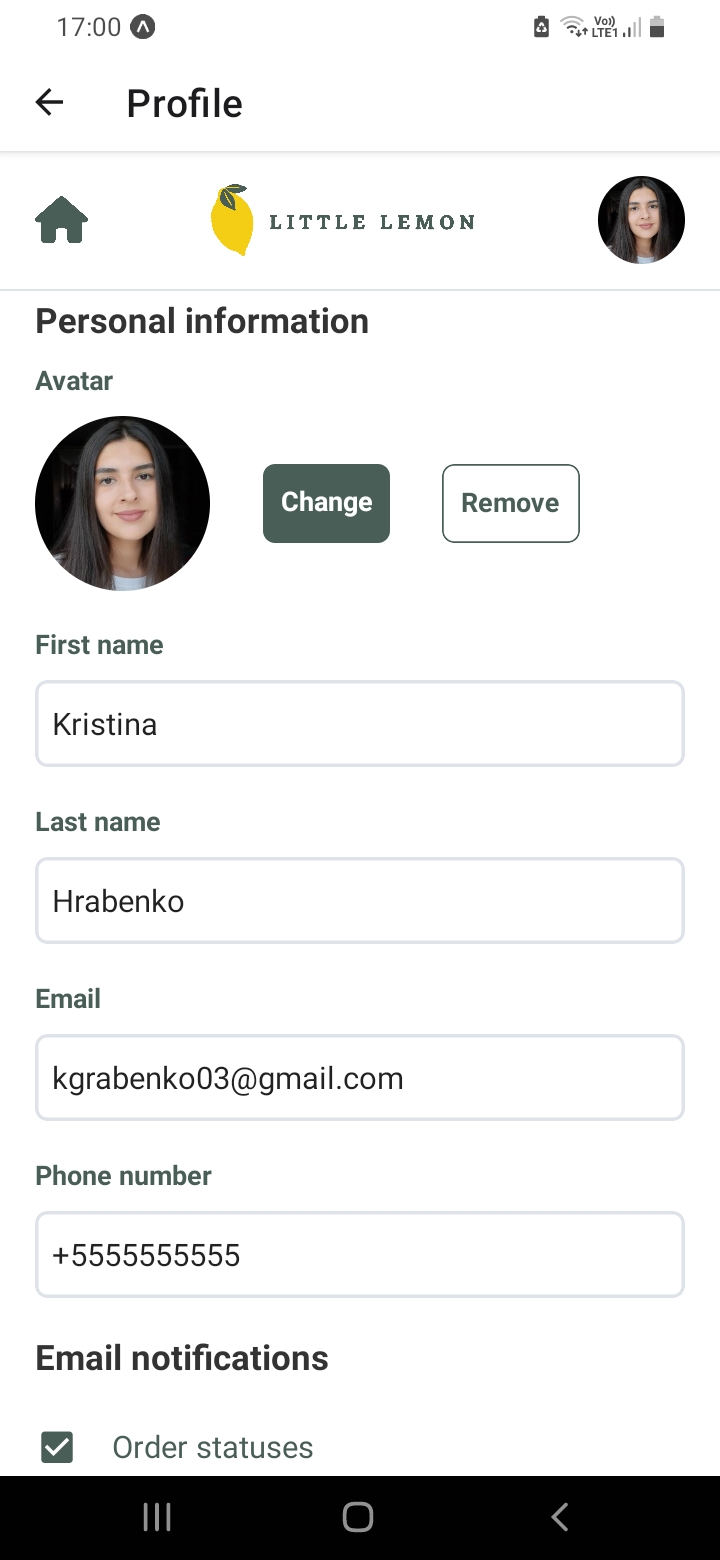 17:00
Vo))
LTE1
Profile
LITTLE LEMON
Personal information
Avatar
Change
Remove
First name
Kristina
Last name
Hrabenko
Email
kgrabenko03@gmail.com
Phone number
+5555555555
Email notifications
Order statuses